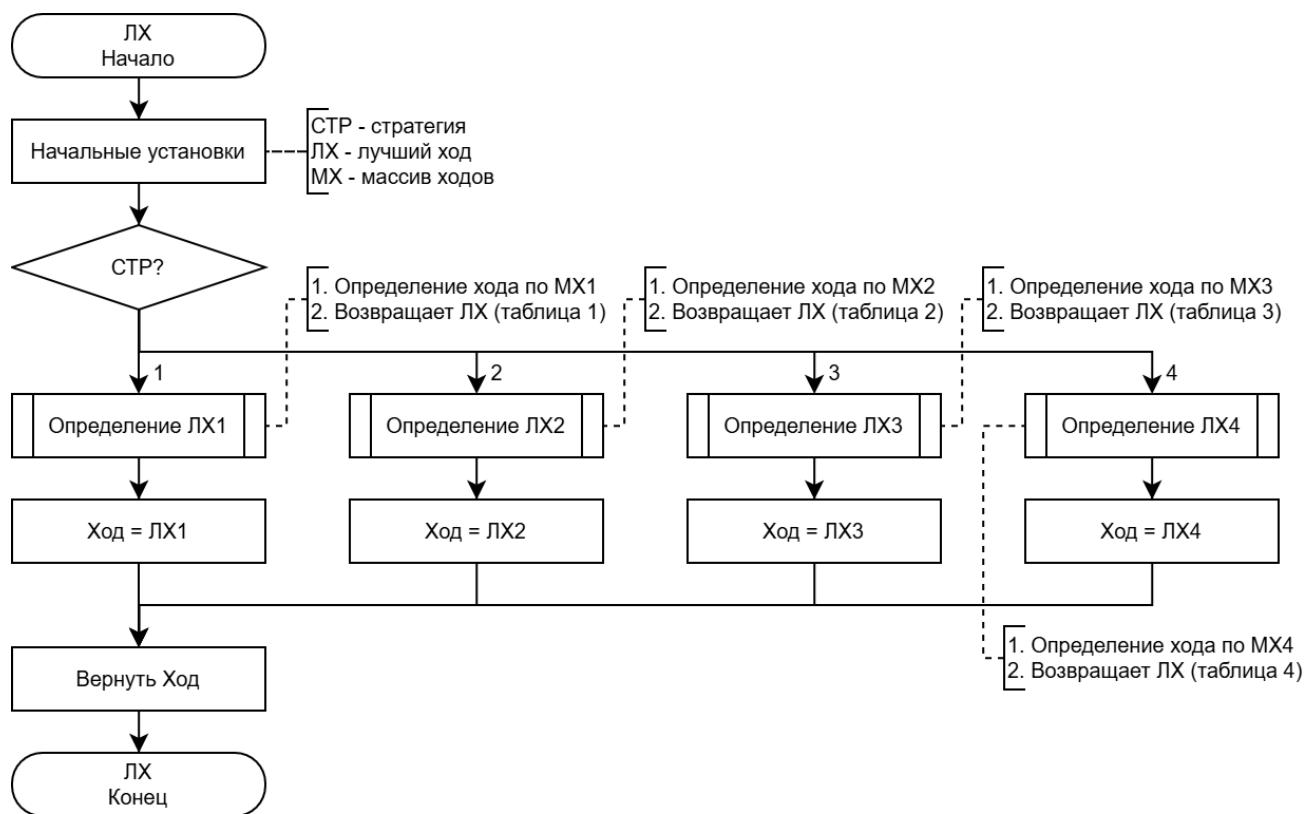 ЛХ
Начало
Начальные установки
СТР - стратегия
ЛХ - лучший ход
МХ - массив ходов
СТР?
1. Определение хода по МХ1
2. Возвращает ЛХ (таблица 1)
1. Определение хода по МХ2
2. Возвращает ЛХ (таблица 2)
1. Определение хода по МХ3
2. Возвращает ЛХ (таблица 3)
1
2
3
4
Определение ЛХ1
Определение ЛХ2
Определение ЛХ3
Определение ЛХ4
Ход = ЛХ1
Ход = ЛХ2
Ход = ЛХ3
Ход = ЛХ4
1. Определение хода по МХ4
2. Возвращает ЛХ (таблица 4)
Вернуть Ход
ЛХ
Конец